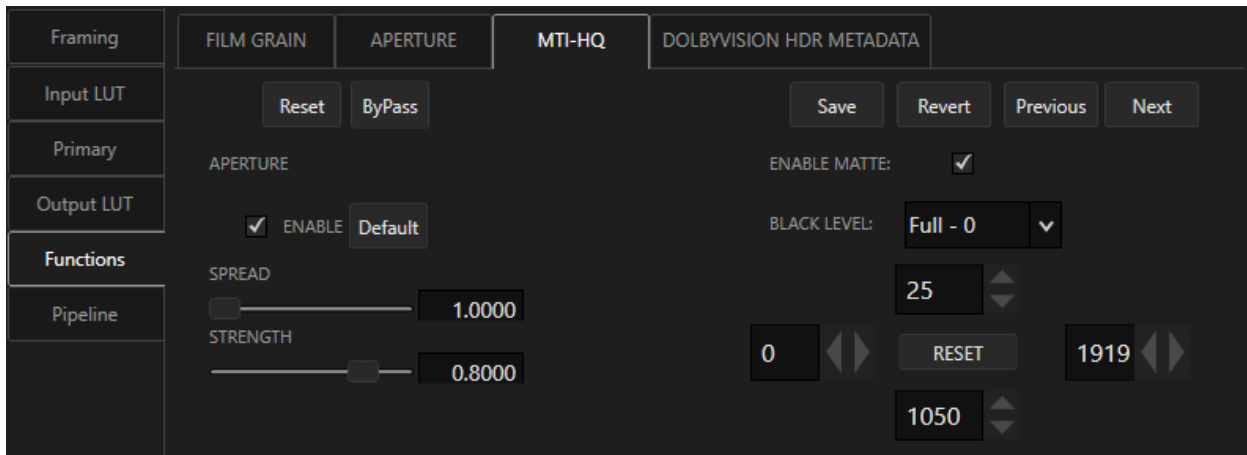 Framing
Input LUT
Primary
Output LUT
Functions
Pipeline
FILM GRAIN APERTURE MTI-HQ DOLBYVISION HDR METADATA
Reset ByPass Save Revert Previous Next
APERTURE ENABLE MATTE:
ENABLE Default BLACK LEVEL: Full - 0
SPREAD
1.0000 25
STRENGTH
0.8000 0 RESET 1919
1050